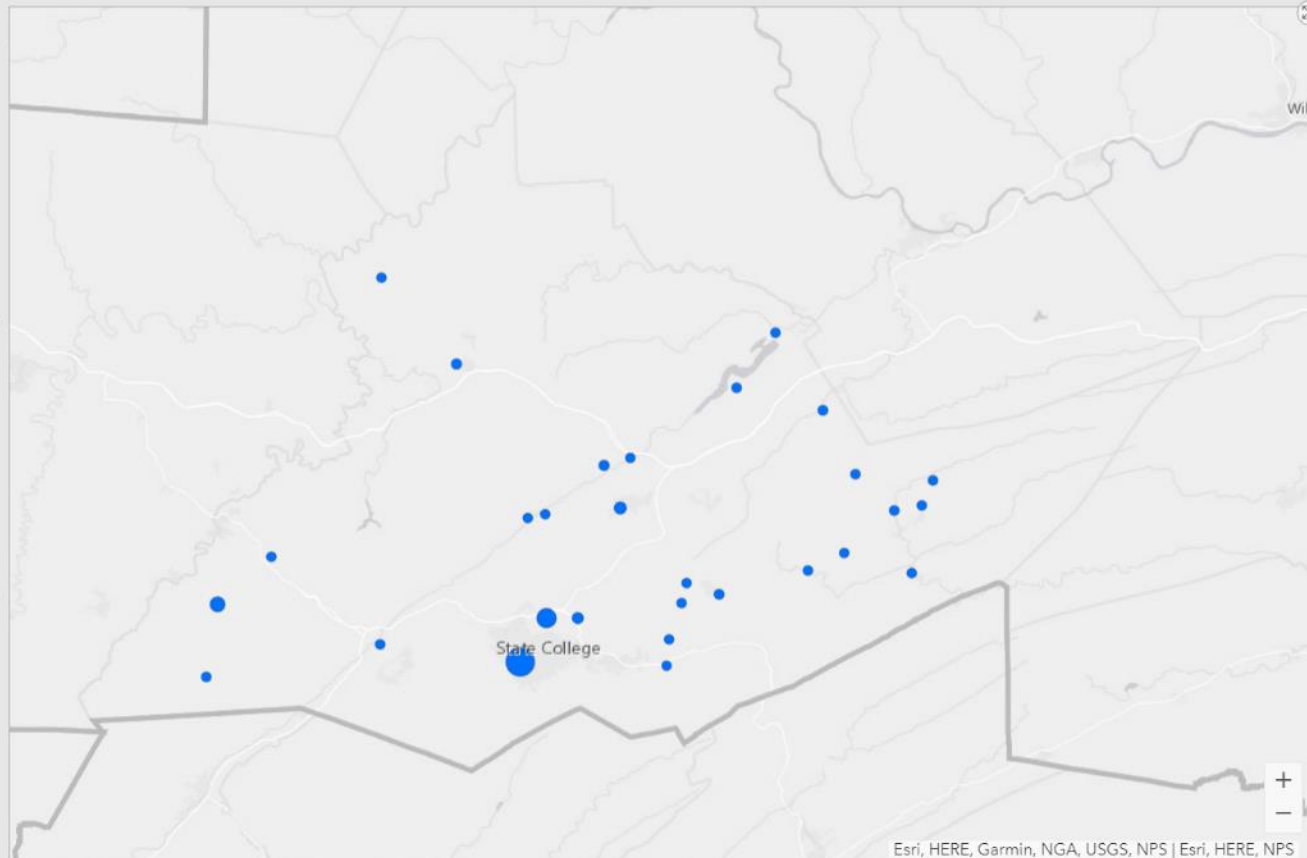 Wil
State College
+
−
Esri, HERE, Garmin, NGA, USGS, NPS | Esri, HERE, NPS